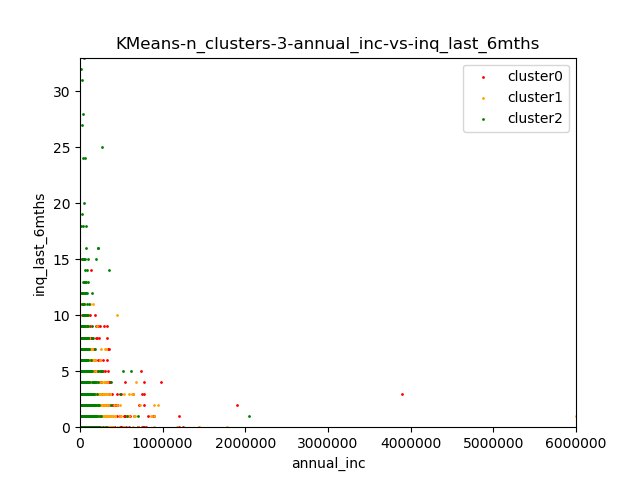 KMeans-n_clusters-3-annual_inc-vs-inq_last_6mths
cluster0
cluster1
cluster2
30
25
20
15
10
5
0
inq_last_6mths
0 1000000 2000000 3000000 4000000 5000000 6000000
annual_inc